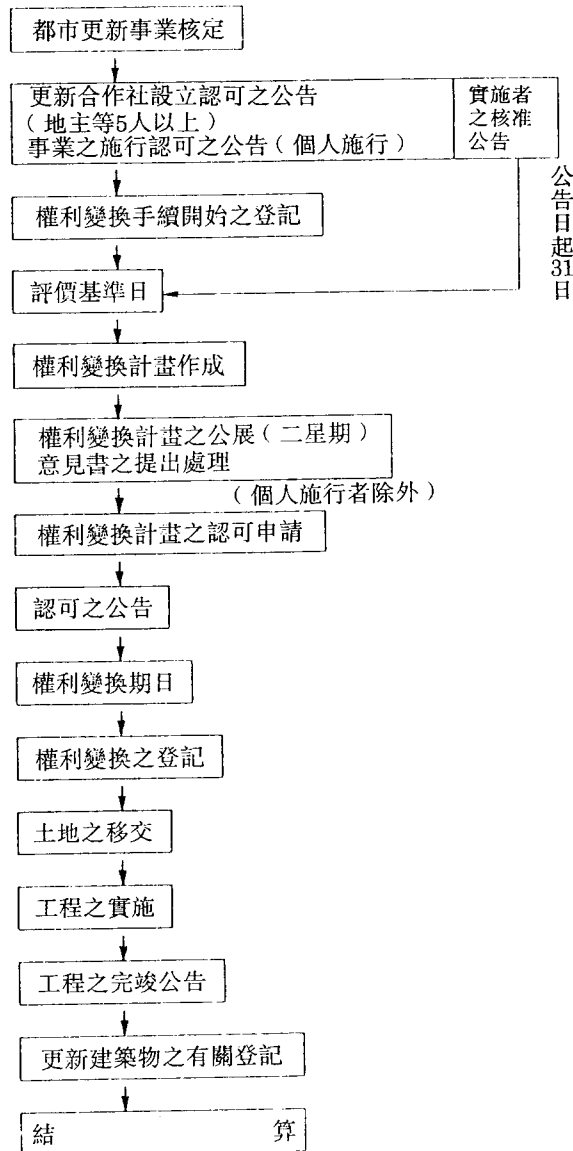 都市更新事業核定
更新合作社設立認可之公告
(地主等5人以上)
事業之施行認可之公告(個人施行)
實施者
之核准
公告
公告日起31日
權利變換手續開始之登記
評價基準日
權利變換計畫作成
權利變換計畫之公展(二星期)
意見書之提出處理
(個人施行者除外)
權利變換計畫之認可申請
認可之公告
權利變換期日
權利變換之登記
土地之移交
工程之實施
工程之完竣公告
更新建築物之有關登記
結算